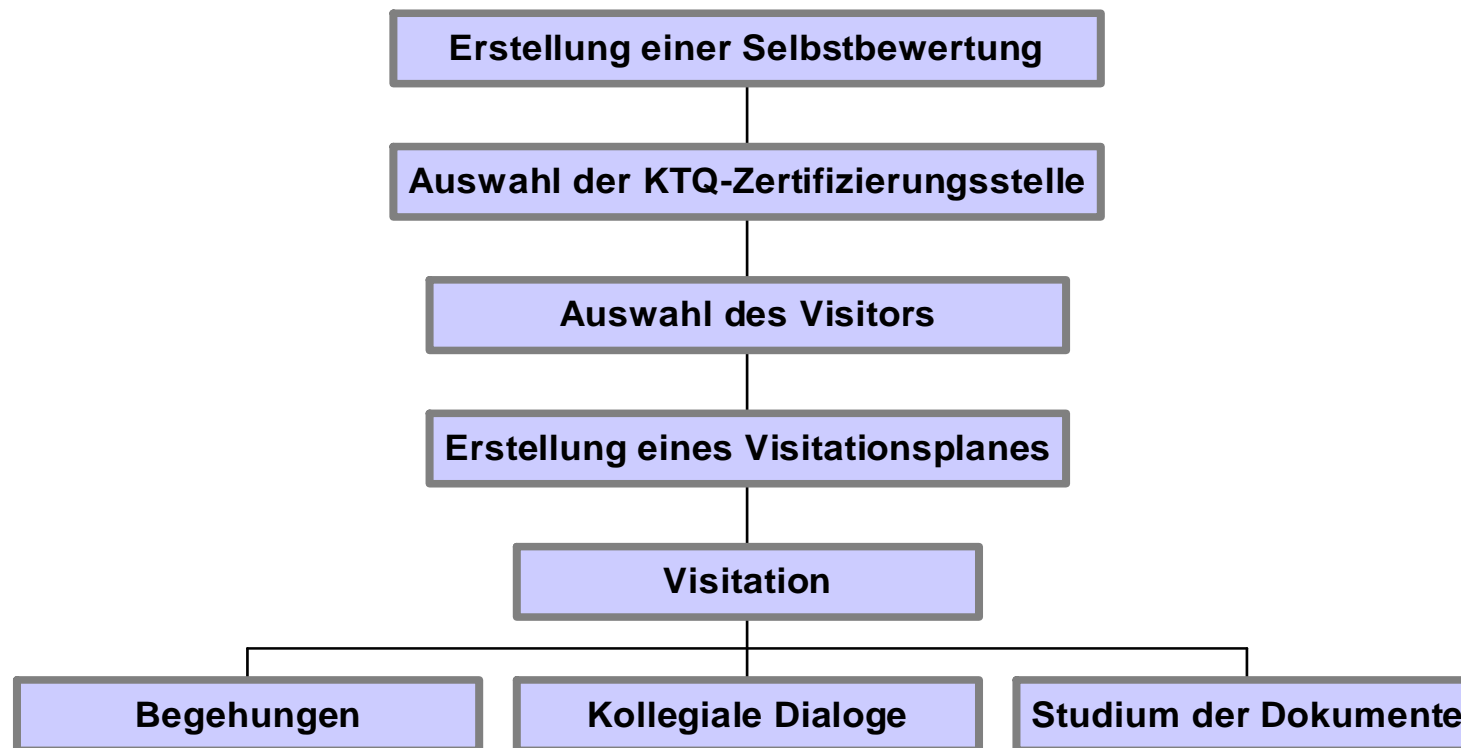 Erstellung einer Selbstbewertung
Auswahl der KTQ-Zertifizierungsstelle
Auswahl des Visitors
Erstellung eines Visitationsplanes
Visitation
Begehungen
Kollegiale Dialoge
Studium der Dokumente